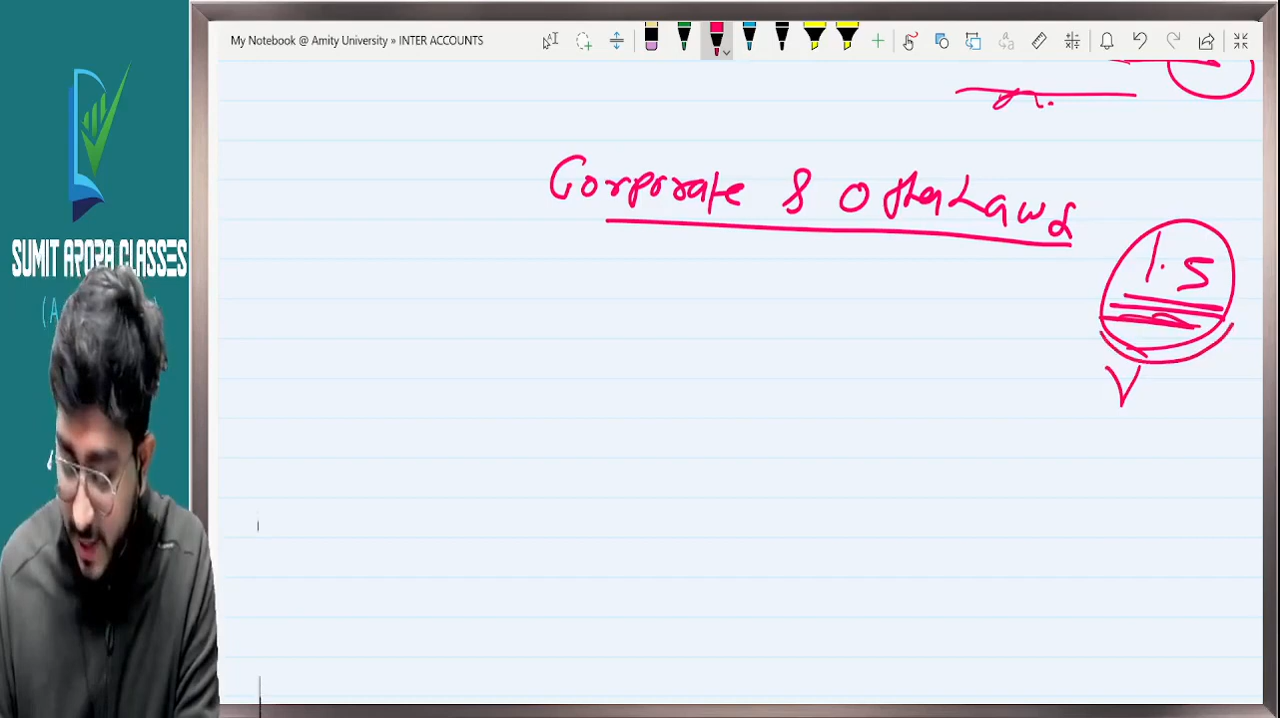 My Notebook @ Amity University » INTER ACCOUNTS
Corporate & Other Laws
1.5
SUMIT ARORA CLASSES
(A